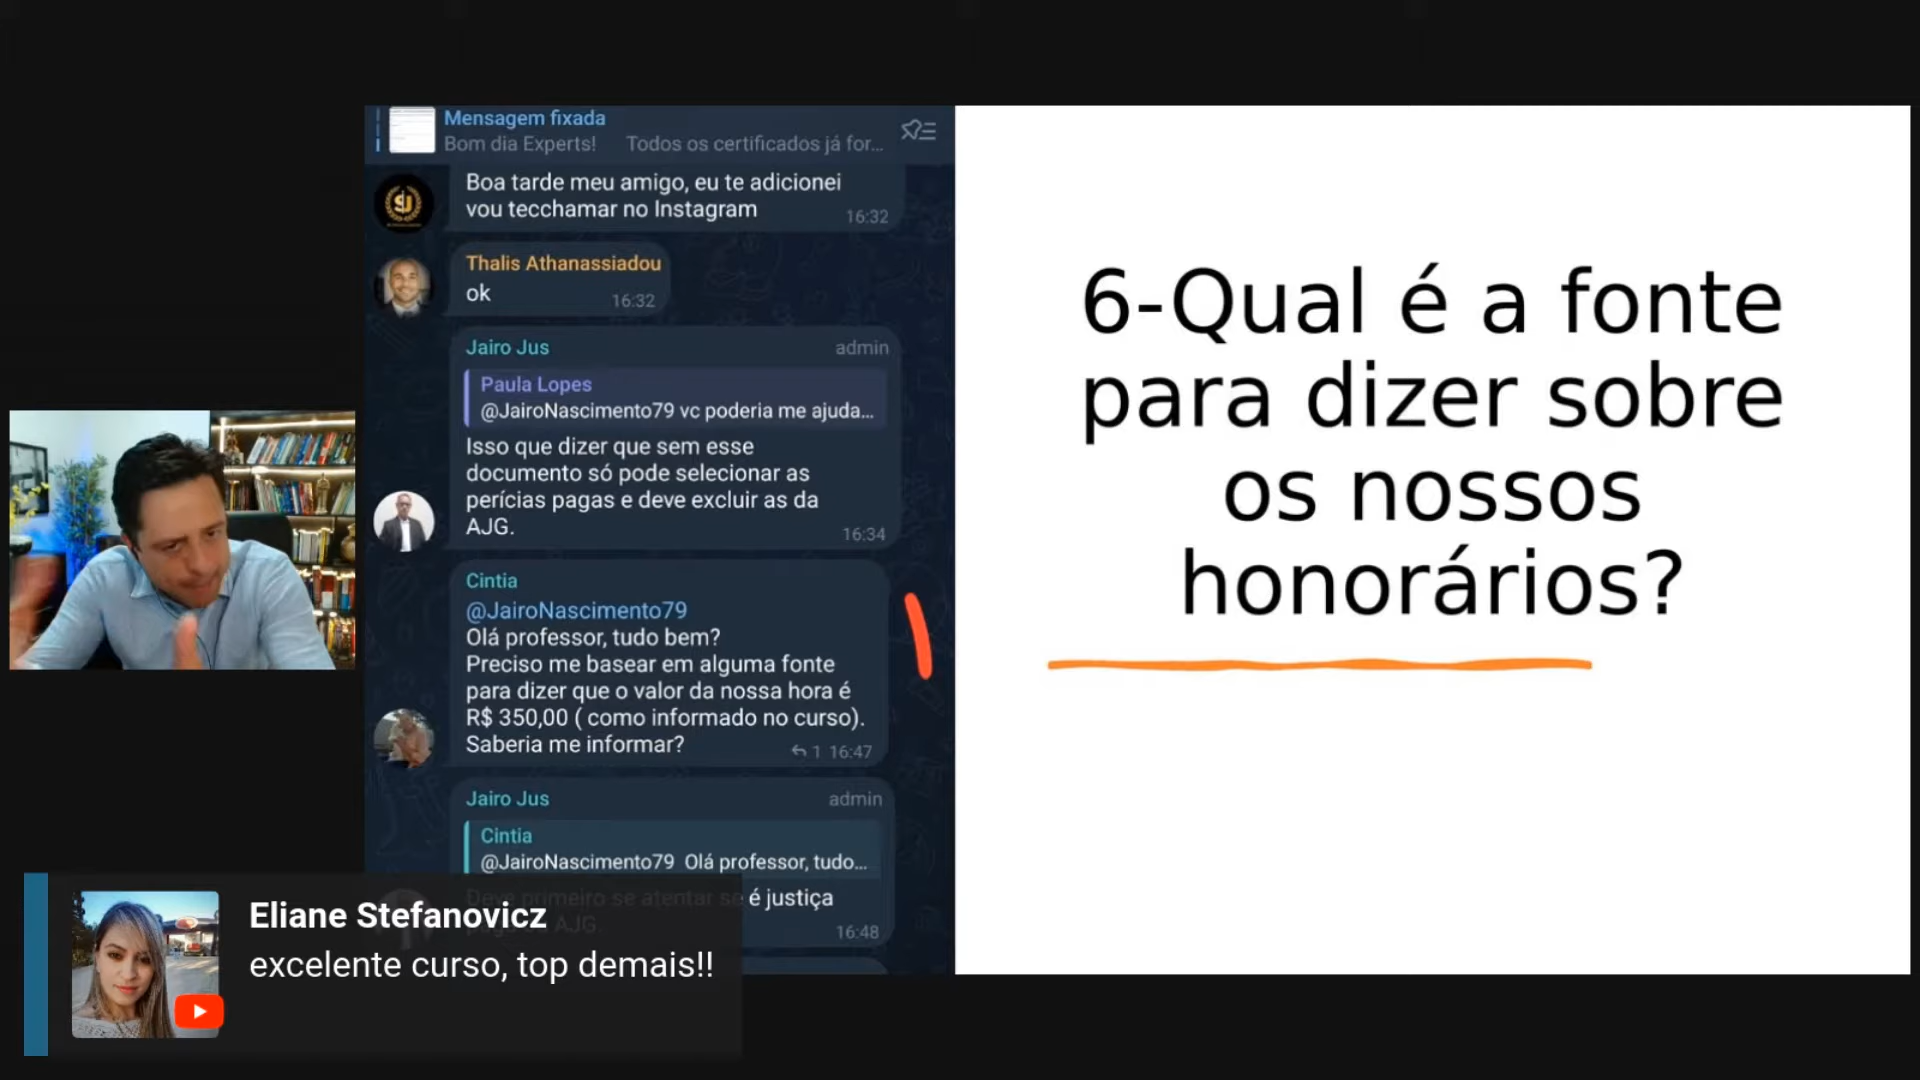 Mensagem fixada
Bom dia Experts! Todos os certificados já for...
Boa tarde meu amigo, eu te adicionei
vou tecchamar no Instagram
16:32
Thalis Athanassiadou
ok
16:32
Jairo Jus admin
Paula Lopes
@JairoNascimento79 vc poderia me ajuda...
Isso que dizer que sem esse
documento só pode selecionar as
perícias pagas e deve excluir as da
AJG.
16:34
Cintia
@JairoNascimento79
Olá professor, tudo bem?
Preciso me basear em alguma fonte
para dizer que o valor da nossa hora é
R$ 350,00 ( como informado no curso).
Saberia me informar?
1 16:47
Jairo Jus admin
Cintia
@JairoNascimento79 Olá professor, tudo...
Deve primeiro se atentar se é justiça
AJG.
16:48
6-Qual é a fonte
para dizer sobre
os nossos
honorários?
Eliane Stefanovicz
excelente curso, top demais!!